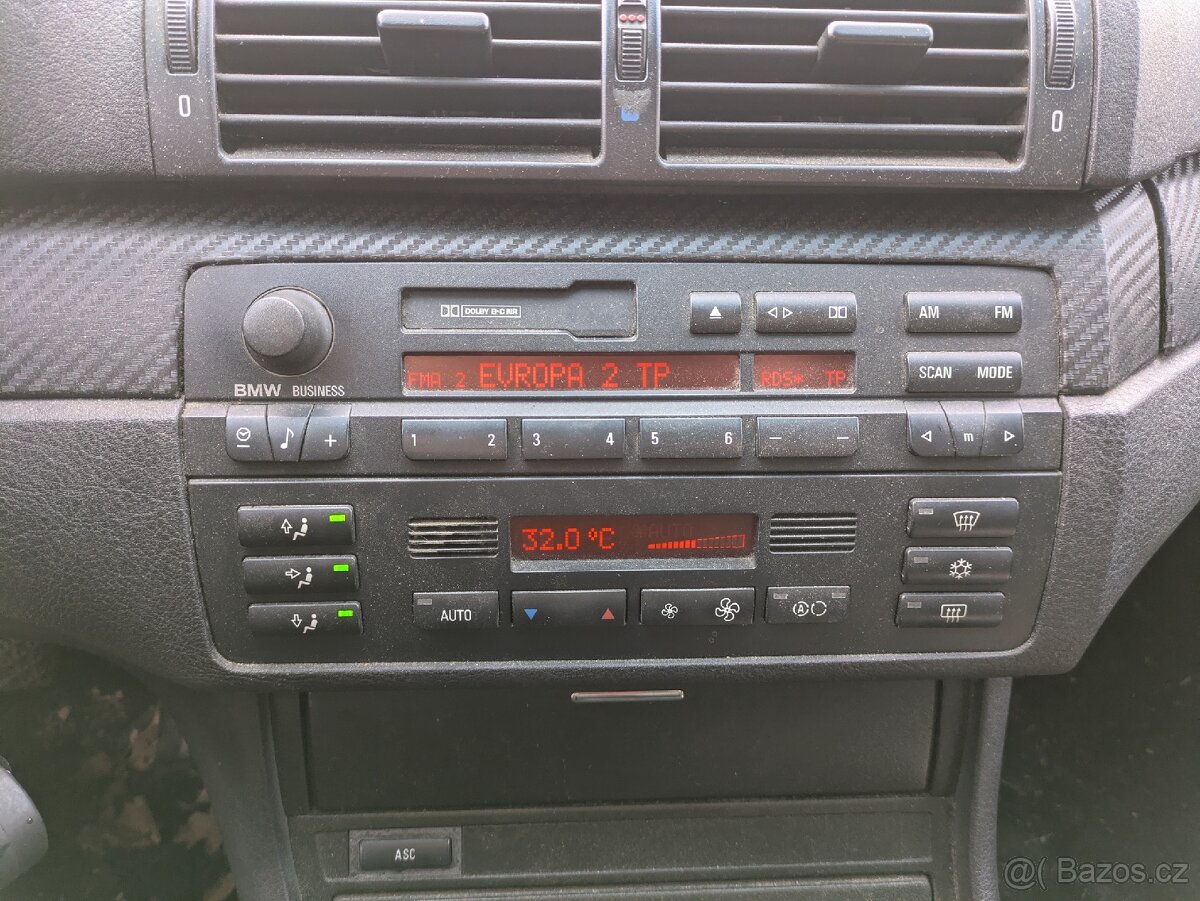 0
0
DOLBY B-C NR
AM FM
FMA 2 EVROPA 2 TP
RDS* TP
SCAN MODE
BMW BUSINESS
1 2
3 4
5 6
m
32.0 °C
AUTO
AUTO
A
ASC
@( Bazos.cz